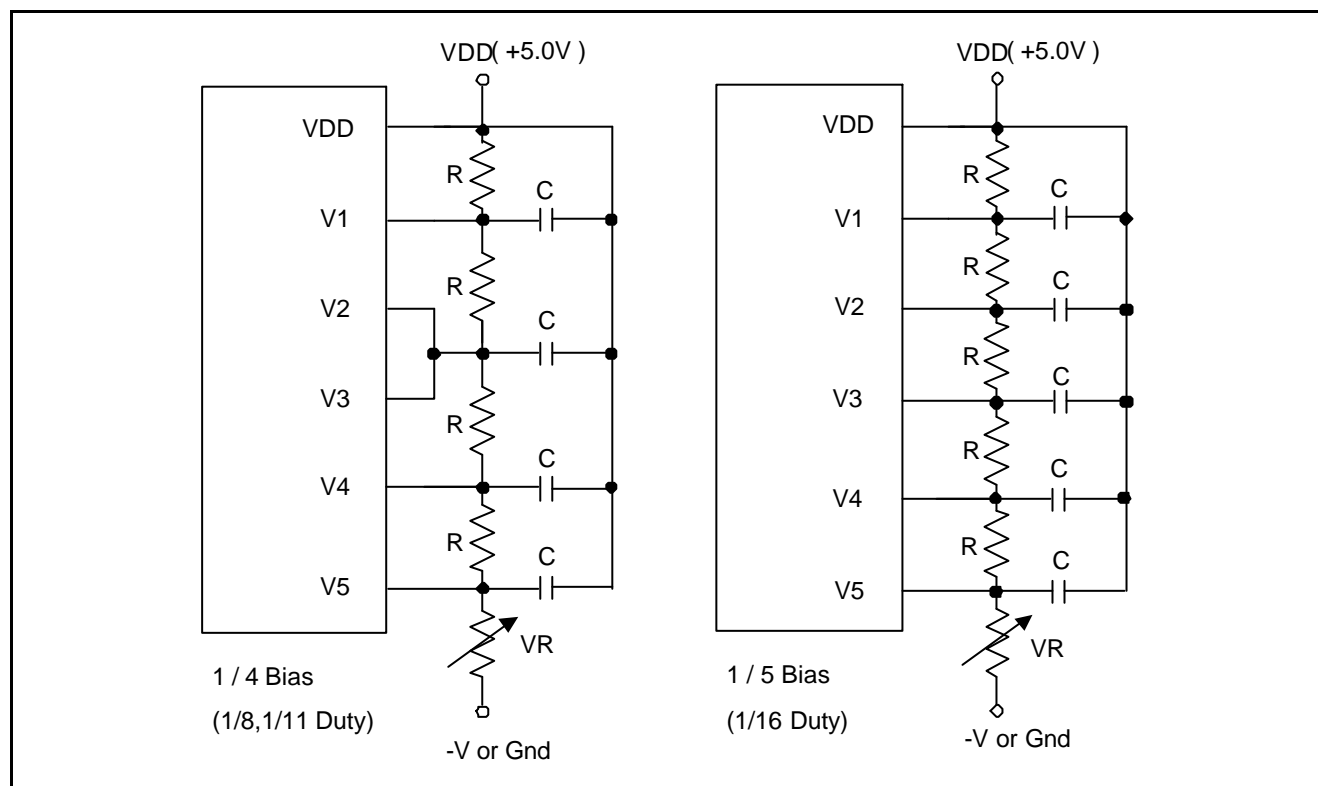 VDD( +5.0V )
VDD
R
C
V1
R
V2
C
V3
R
C
V4
R
C
V5
VR
1 / 4 Bias
(1/8,1/11 Duty)
-V or Gnd
VDD( +5.0V )
VDD
R
C
V1
R
C
V2
R
C
V3
R
C
V4
R
C
V5
VR
1 / 5 Bias
(1/16 Duty)
-V or Gnd